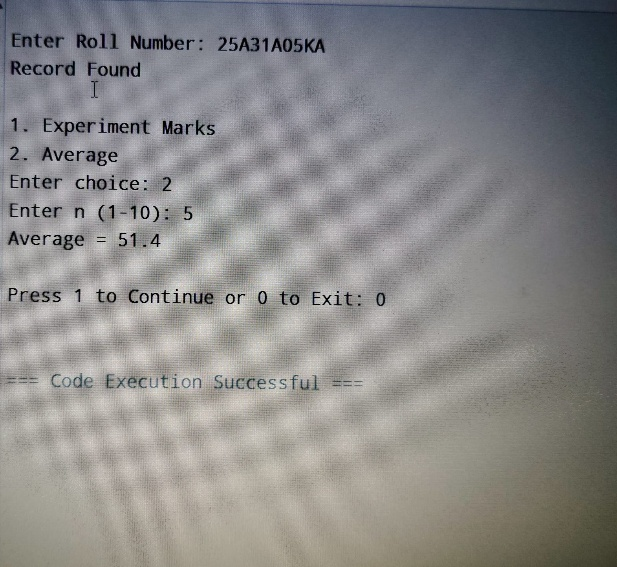 Enter Roll Number: 25A31A05KA
Record Found
1. Experiment Marks
2. Average
Enter choice: 2
Enter n (1-10): 5
Average = 51.4
Press 1 to Continue or 0 to Exit: 0
=== Code Execution Successful ===